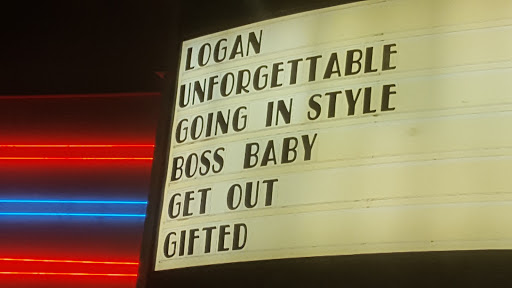 LOGAN
UNFORGETTABLE
GOING IN STYLE
BOSS BABY
GET OUT
GIFTED